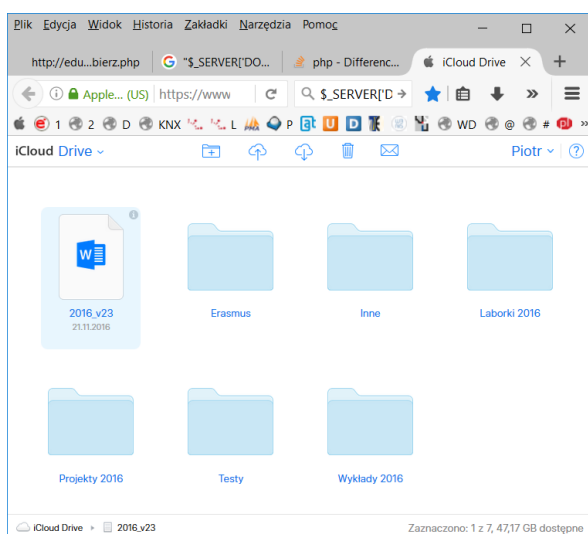 Plik Edycja Widok Historia Zakładki Narzędzia Pomoc
http://edu...bierz.php "$_SERVER['DO... php - Differenc... iCloud Drive
Apple... (US) https://www $_SERVER['D
1 2 D KNX L P a:t U D WD @ #
iCloud Drive Piotr ?
W
2016_v23 Erasmus Inne Laborki 2016
21.11.2016
Projekty 2016 Testy Wykłady 2016
iCloud Drive 2016_v23 Zaznaczono: 1 z 7, 47,17 GB dostępne